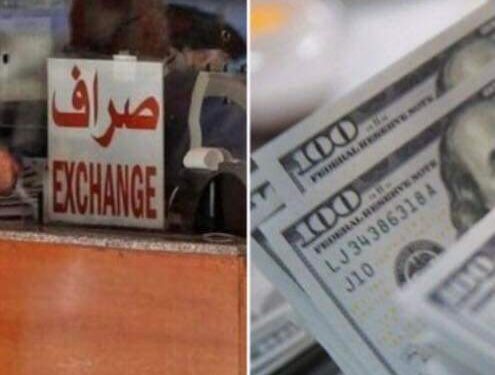 صراف
EXCHANGE
100
FEDERAL RESERVE NOTE
100
FEDERAL RESERVE NOTE
LJ34386318A
J10